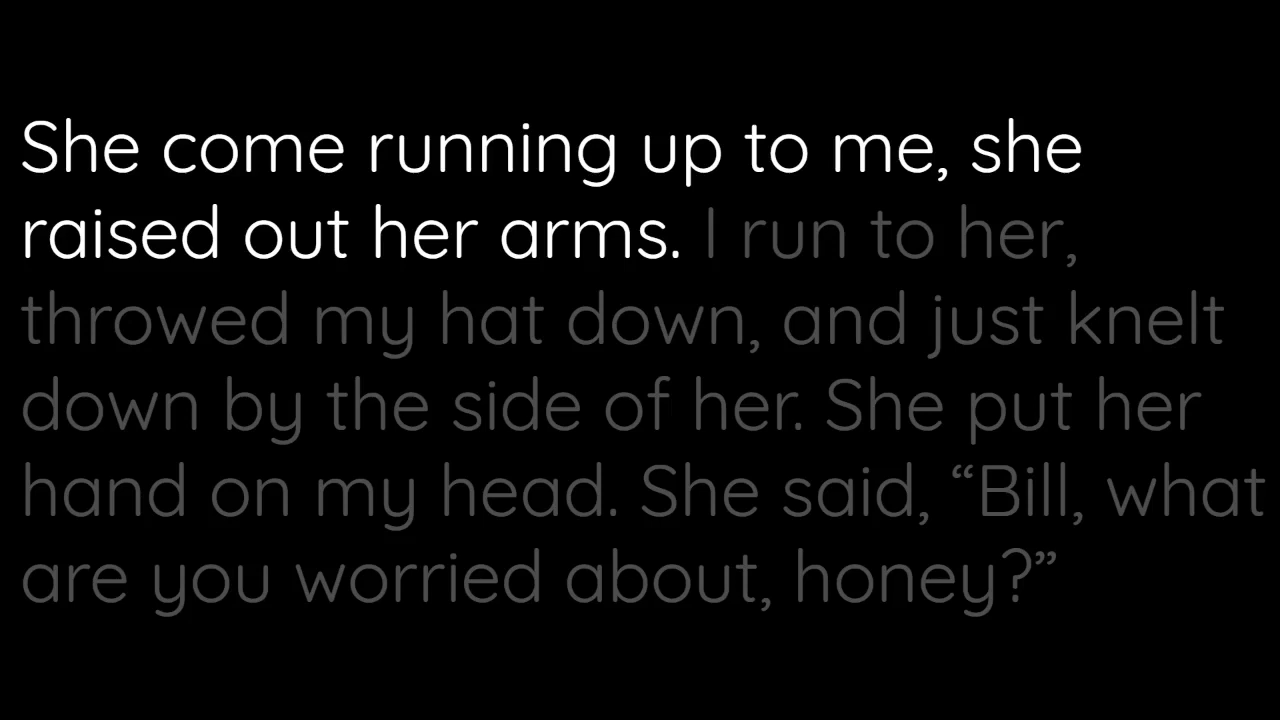 She come running up to me, she
raised out her arms. I run to her,
throwed my hat down, and just knelt
down by the side of her. She put her
hand on my head. She said, “Bill, what
are you worried about, honey?”